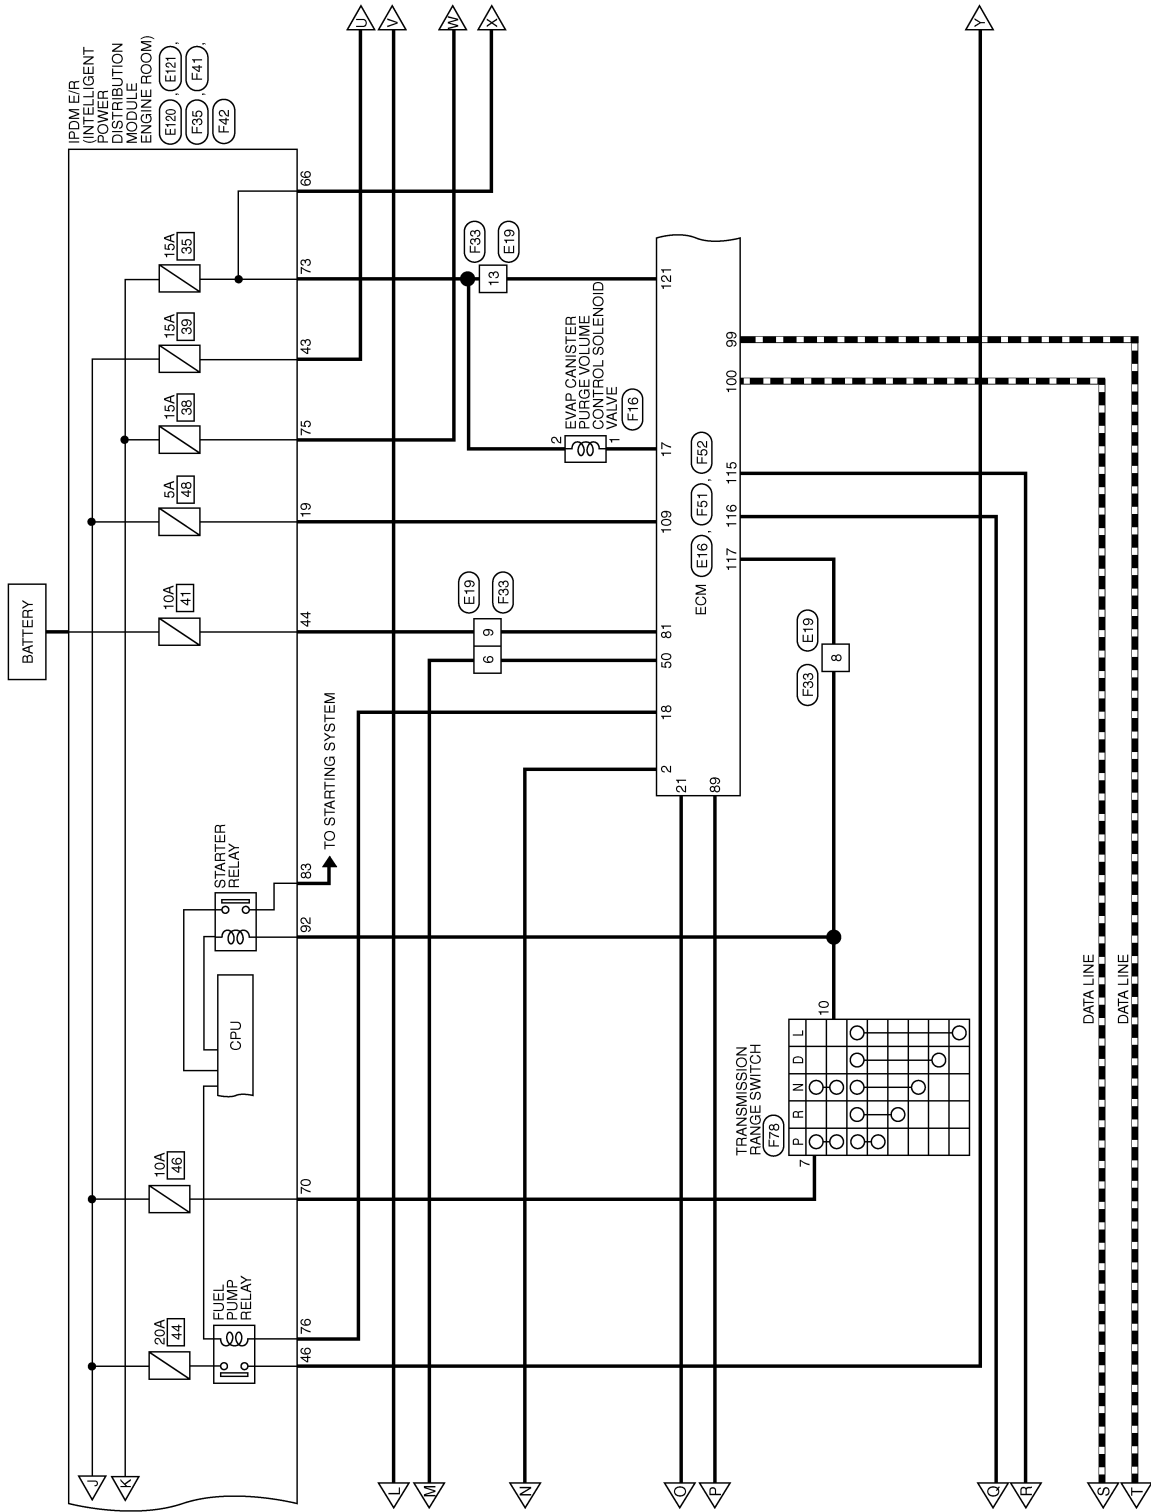 BATTERY
IPDM E/R
(INTELLIGENT
POWER
DISTRIBUTION
MODULE
ENGINE ROOM)
E120 , E121 ,
F35 , F41 ,
F42
J
K
20A
44
10A
46
10A
41
5A
48
15A
38
15A
39
15A
35
FUEL
PUMP
RELAY
CPU
STARTER
RELAY
46
76
70
92
83
44
19
75
43
73
66
TO STARTING SYSTEM
U
V
W
X
Y
L
M
N
O
P
Q
R
S
T
E19
F33
6
9
F33
E19
13
EVAP CANISTER
PURGE VOLUME
CONTROL SOLENOID
VALVE
F16
2
1
2
18
50
81
109
17
121
21
89
ECM E16 , F51 , F52
117
116
115
100
99
F33
E19
8
TRANSMISSION
RANGE SWITCH
F78
7
10
P R N D L
DATA LINE
DATA LINE